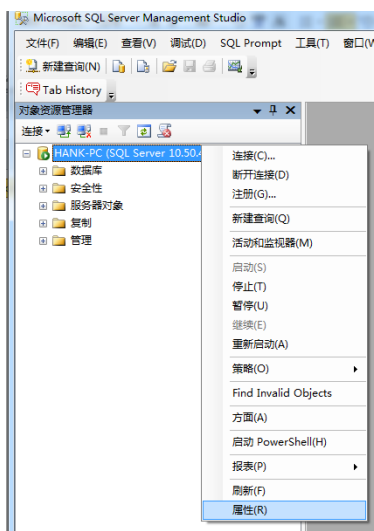 Microsoft SQL Server Management Studio
文件(F) 编辑(E) 查看(V) 调试(D) SQL Prompt 工具(T) 窗口(W
新建查询(N)
Tab History
对象资源管理器
连接
HANK-PC (SQL Server 10.50.4
数据库
安全性
服务器对象
复制
管理
连接(C)...
断开连接(D)
注册(G)...
新建查询(Q)
活动和监视器(M)
启动(S)
停止(T)
暂停(U)
继续(E)
重新启动(A)
策略(O)
Find Invalid Objects
方面(A)
启动 PowerShell(H)
报表(P)
刷新(F)
属性(R)